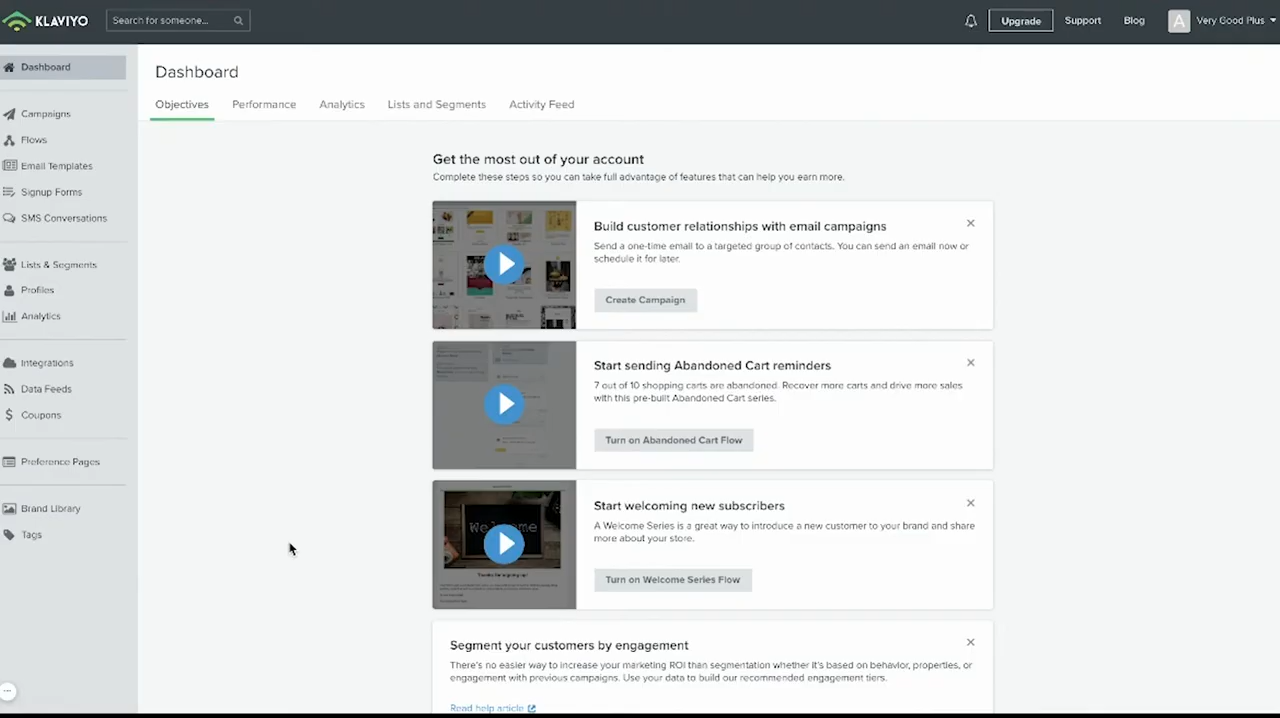 KLAVIYO
Search for someone...
Upgrade
Support
Blog
A
Very Good Plus
Dashboard
Campaigns
Flows
Email Templates
Signup Forms
SMS Conversations
Lists & Segments
Profiles
Analytics
Integrations
Data Feeds
Coupons
Preference Pages
Brand Library
Tags
Dashboard
Objectives
Performance
Analytics
Lists and Segments
Activity Feed
Get the most out of your account
Complete these steps so you can take full advantage of features that can help you earn more.
Build customer relationships with email campaigns
Send a one-time email to a targeted group of contacts. You can send an email now or
schedule it for later.
Create Campaign
Start sending Abandoned Cart reminders
7 out of 10 shopping carts are abandoned. Recover more carts and drive more sales
with this pre-built Abandoned Cart series.
Turn on Abandoned Cart Flow
Welcome
Start welcoming new subscribers
A Welcome Series is a great way to introduce a new customer to your brand and share
more about your store.
Turn on Welcome Series Flow
Segment your customers by engagement
There's no easier way to increase your marketing ROI than segmentation whether it's based on behavior, properties, or
engagement with previous campaigns. Use your data to build our recommended engagement tiers.
Read help article